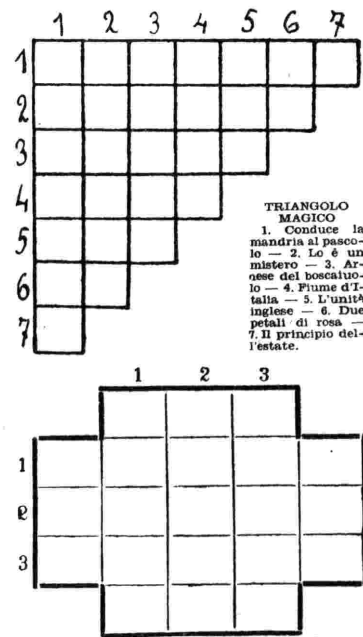 1 2 3 4 5 6 7
1
2
3
4
5
6
7
TRIANGOLO
MAGICO
1. Conduce la
mandria al pasco-
lo — 2. Lo è un
mistero — 3. Ar-
nese del boscaiuo-
lo — 4. Fiume d'I-
talia — 5. L'unità
inglese — 6. Due
petali di rosa —
7. Il principio del-
l'estate.
1 2 3
1
2
3